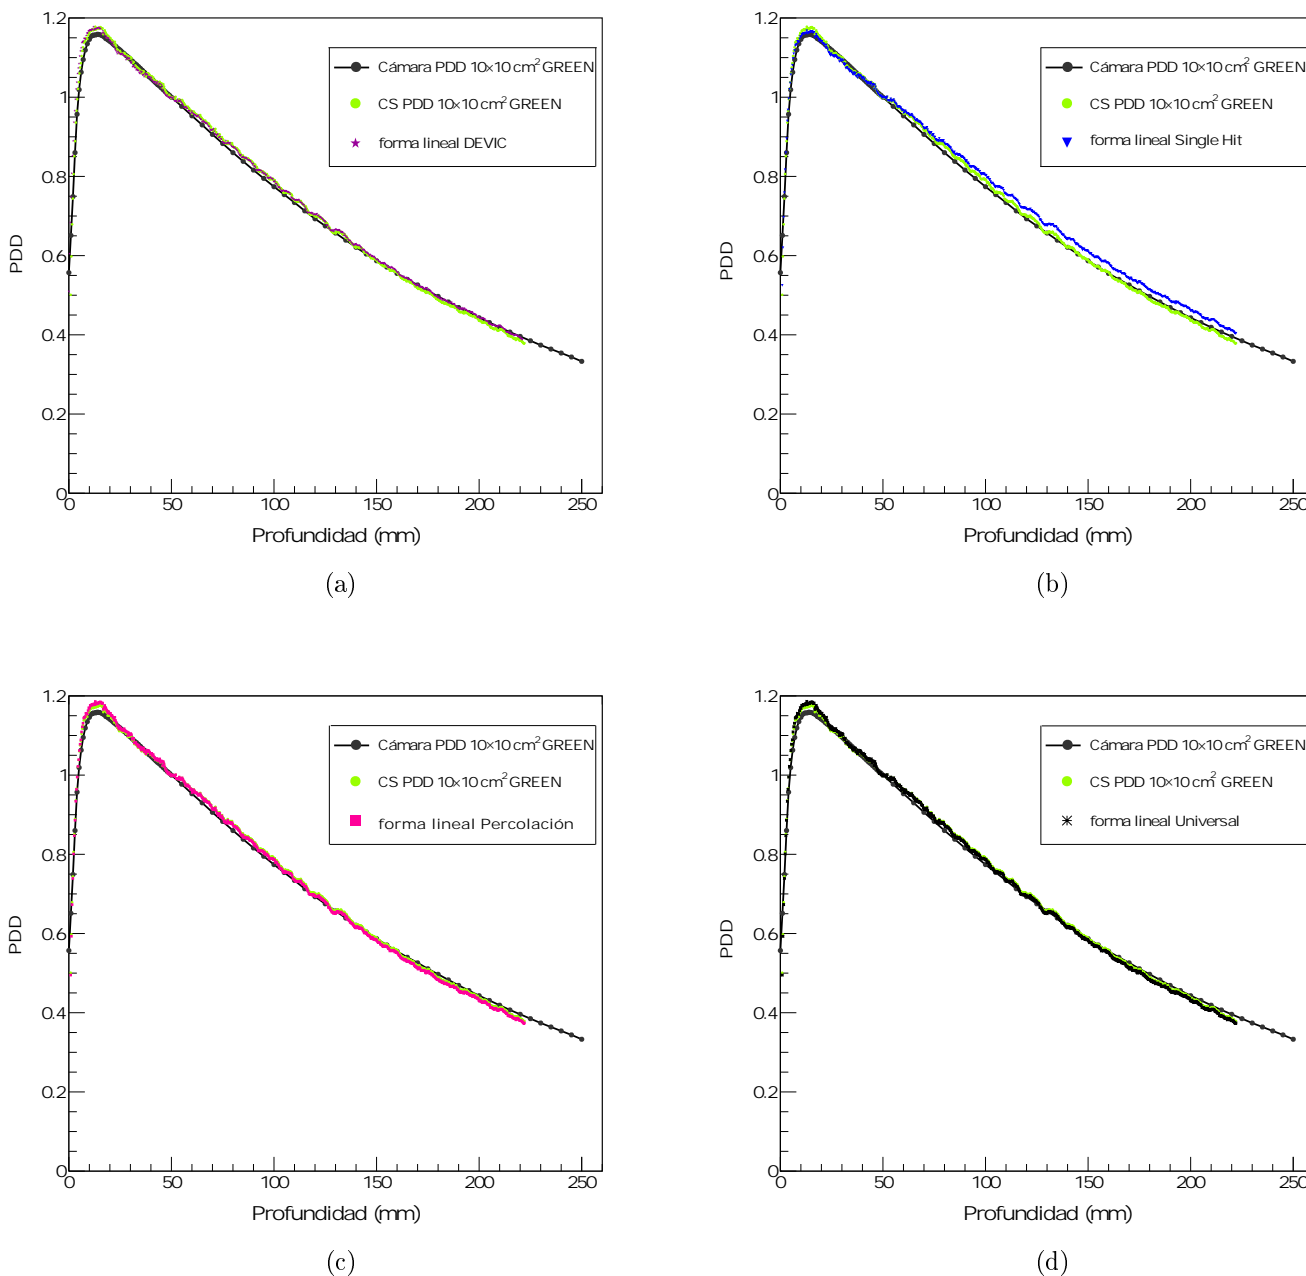 1.2
1
0.8
0.6
0.4
0.2
0
PDD
Cámara PDD 10×10 cm² GREEN
CS PDD 10×10 cm² GREEN
forma lineal DEVIC
0 50 100 150 200 250
Profundidad (mm)
(a)
1.2
1
0.8
0.6
0.4
0.2
0
PDD
Cámara PDD 10×10 cm² GREEN
CS PDD 10×10 cm² GREEN
forma lineal Single Hit
0 50 100 150 200 250
Profundidad (mm)
(b)
1.2
1
0.8
0.6
0.4
0.2
0
PDD
Cámara PDD 10×10 cm² GREEN
CS PDD 10×10 cm² GREEN
forma lineal Percolación
0 50 100 150 200 250
Profundidad (mm)
(c)
1.2
1
0.8
0.6
0.4
0.2
0
PDD
Cámara PDD 10×10 cm² GREEN
CS PDD 10×10 cm² GREEN
forma lineal Universal
0 50 100 150 200 250
Profundidad (mm)
(d)